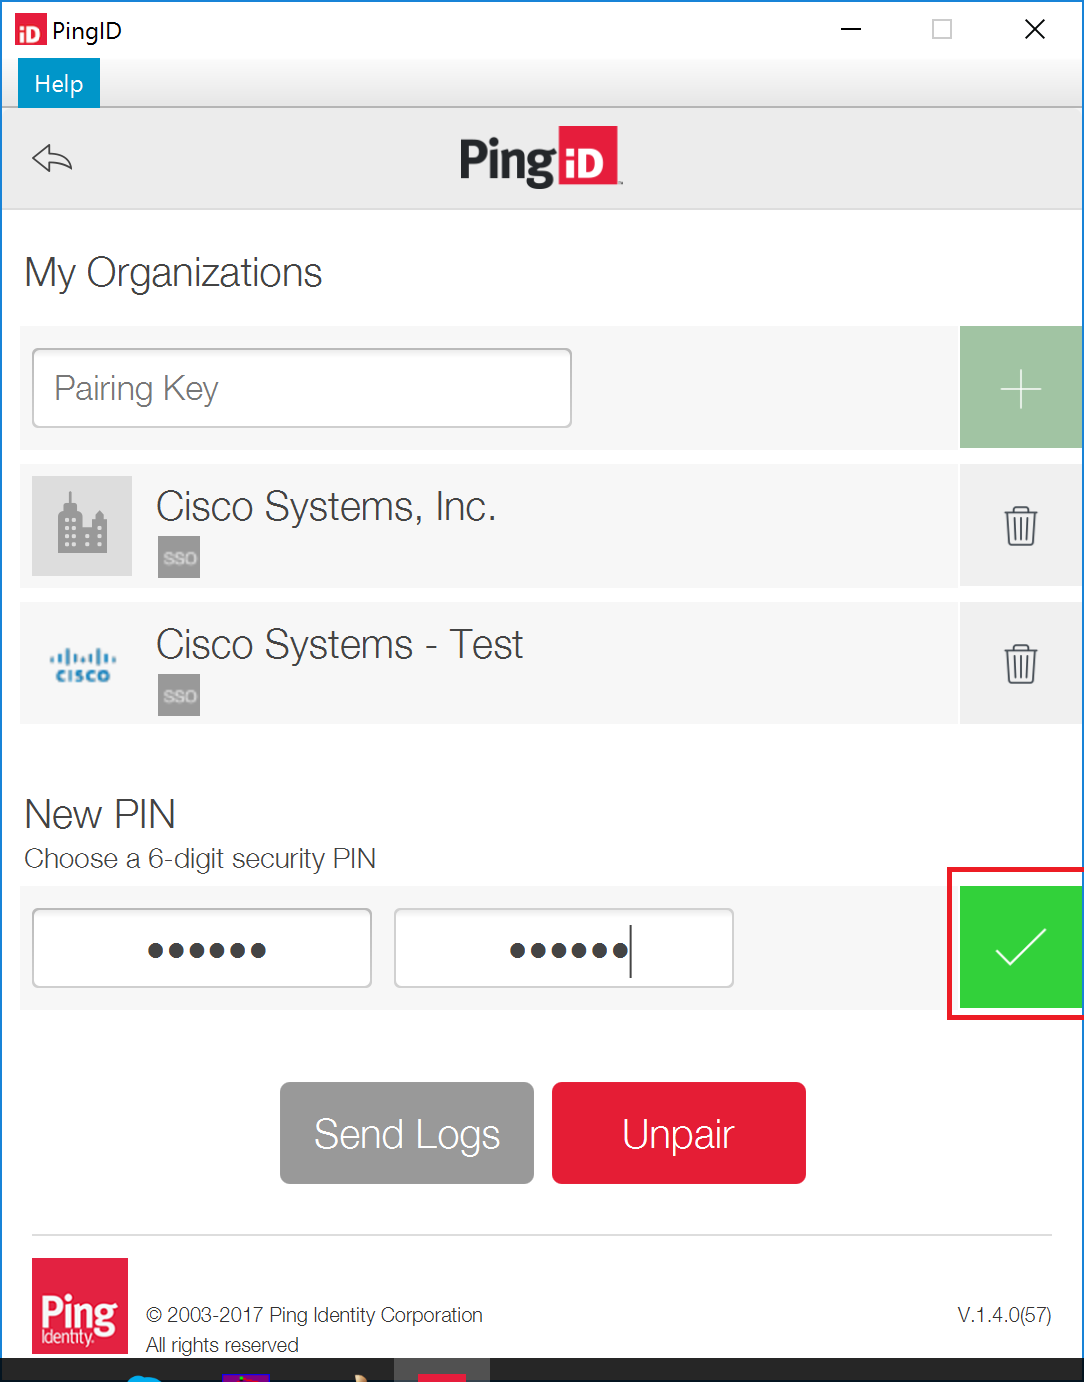 iD PingID
Help
Ping iD
My Organizations
Pairing Key
Cisco Systems, Inc.
SSO
Cisco Systems - Test
CISCO
SSO
New PIN
Choose a 6-digit security PIN
●●●●●● ●●●●●●
Send Logs Unpair
Ping
Identity.
© 2003-2017 Ping Identity Corporation V.1.4.0(57)
All rights reserved